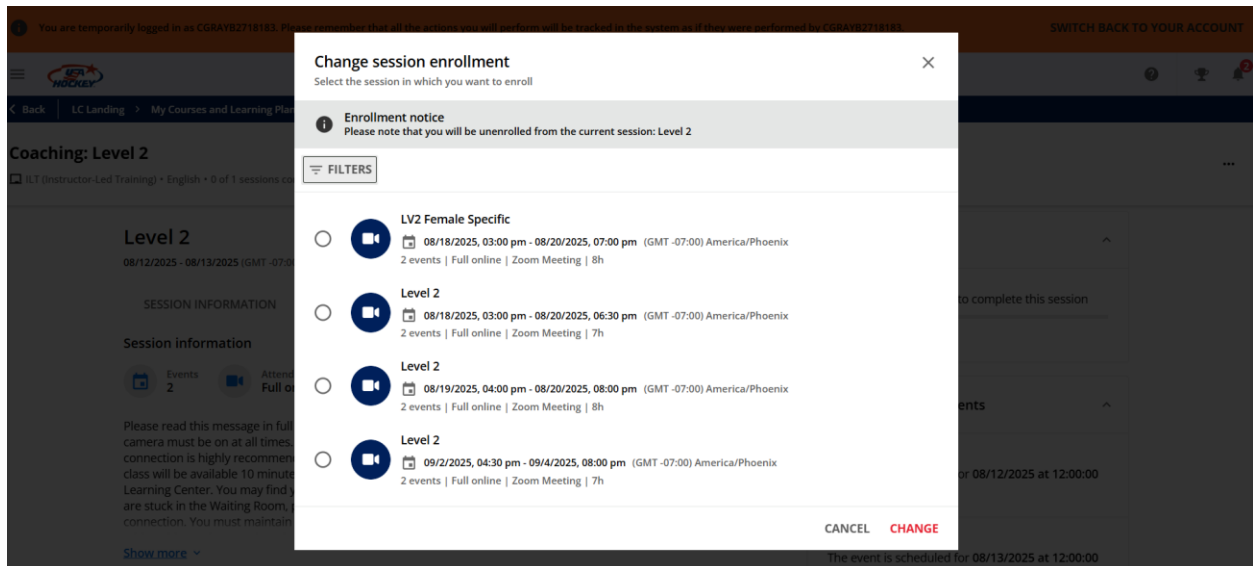 You are temporarily logged in as CGRAYB2718183. Please remember that all the actions you will perform will be tracked in the system as if they were performed by CGRAYB2718183.
SWITCH BACK TO YOUR ACCOUNT
USA
HOCKEY
2
Back
LC Landing > My Courses and Learning Plan
Coaching: Level 2
ILT (Instructor-Led Training) • English • 0 of 1 sessions
Level 2
08/12/2025 - 08/13/2025 (GMT -07:00
SESSION INFORMATION
Session information
Events
2
Attend
Full
Please read this message in full
camera must be on at all times.
connection is highly
class will be available 10
Learning Center. You may find
are stuck in the Waiting Room,
connection. You must maintain
Show more
Change session enrollment
Select the session in which you want to enroll
Enrollment notice
Please note that you will be unenrolled from the current session: Level 2
FILTERS
LV2 Female Specific
08/18/2025, 03:00 pm - 08/20/2025, 07:00 pm (GMT -07:00) America/Phoenix
2 events | Full online | Zoom Meeting | 8h
Level 2
08/18/2025, 03:00 pm - 08/20/2025, 06:30 pm (GMT -07:00) America/Phoenix
2 events | Full online | Zoom Meeting | 7h
Level 2
08/19/2025, 04:00 pm - 08/20/2025, 08:00 pm (GMT -07:00) America/Phoenix
2 events | Full online | Zoom Meeting | 8h
Level 2
09/2/2025, 04:30 pm - 09/4/2025, 08:00 pm (GMT -07:00) America/Phoenix
2 events | Full online | Zoom Meeting | 7h
CANCEL
CHANGE
to complete this session
ents
or 08/12/2025 at 12:00:00
The event is scheduled for 08/13/2025 at 12:00:00